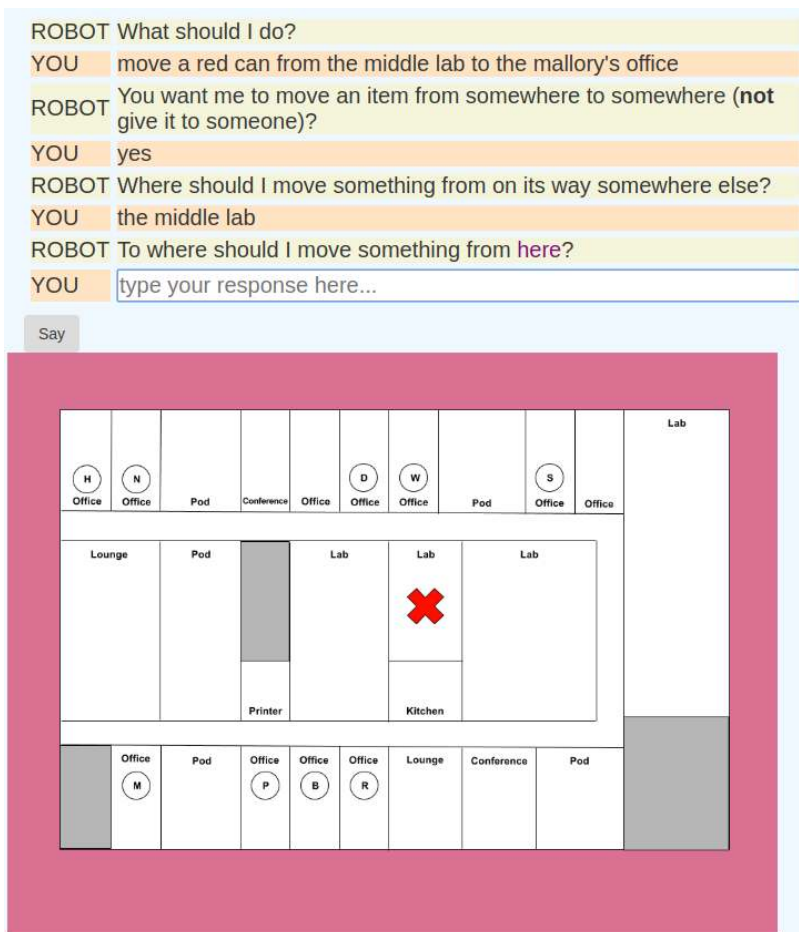 ROBOT What should I do?
YOU move a red can from the middle lab to the mallory's office
ROBOT You want me to move an item from somewhere to somewhere (not
give it to someone)?
YOU yes
ROBOT Where should I move something from on its way somewhere else?
YOU the middle lab
ROBOT To where should I move something from here?
YOU type your response here...
Say
Lab
H N D W S
Office Office Pod Conference Office Office Office Pod Office Office
Lounge Pod Lab Lab Lab
Printer Kitchen
Office Pod Office Office Office Lounge Conference Pod
M P B R